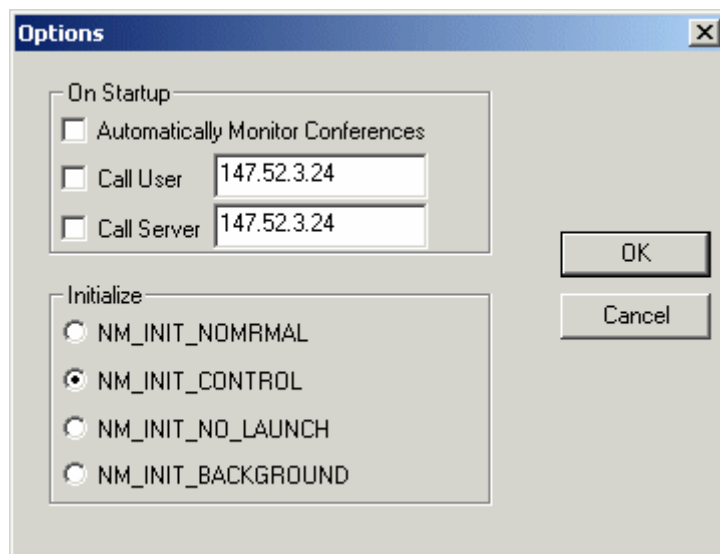 Options
On Startup
Automatically Monitor Conferences
Call User 147.52.3.24
Call Server 147.52.3.24
OK
Cancel
Initialize
NM_INIT_NOMRMAL
NM_INIT_CONTROL
NM_INIT_NO_LAUNCH
NM_INIT_BACKGROUND